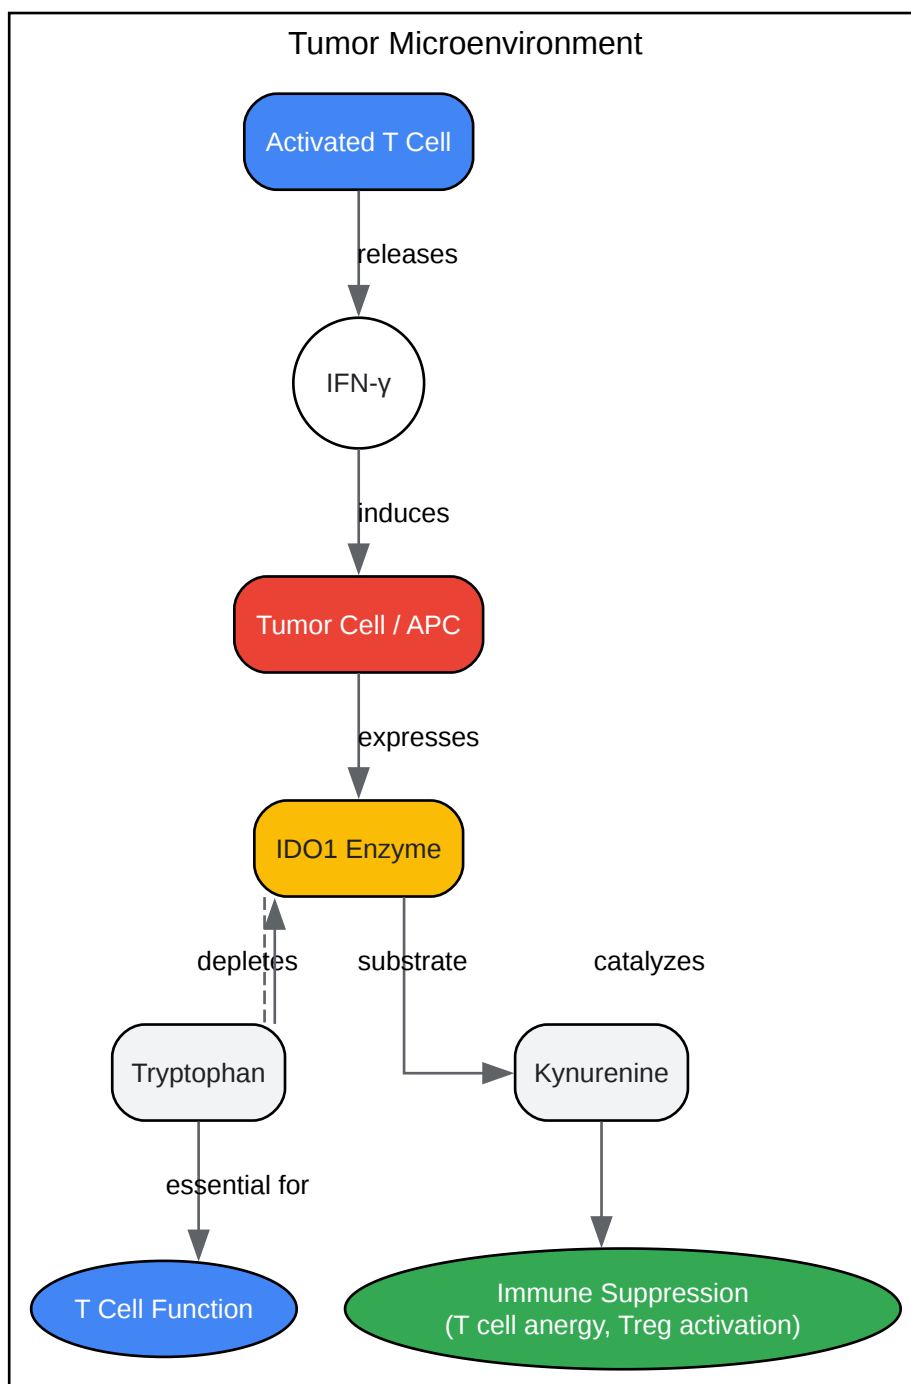 Tumor Microenvironment
Activated T Cell
releases
IFN-γ
induces
Tumor Cell / APC
expresses
IDO1 Enzyme
depletes
substrate
catalyzes
Tryptophan
Kynurenine
essential for
T Cell Function
Immune Suppression
(T cell anergy, Treg activation)